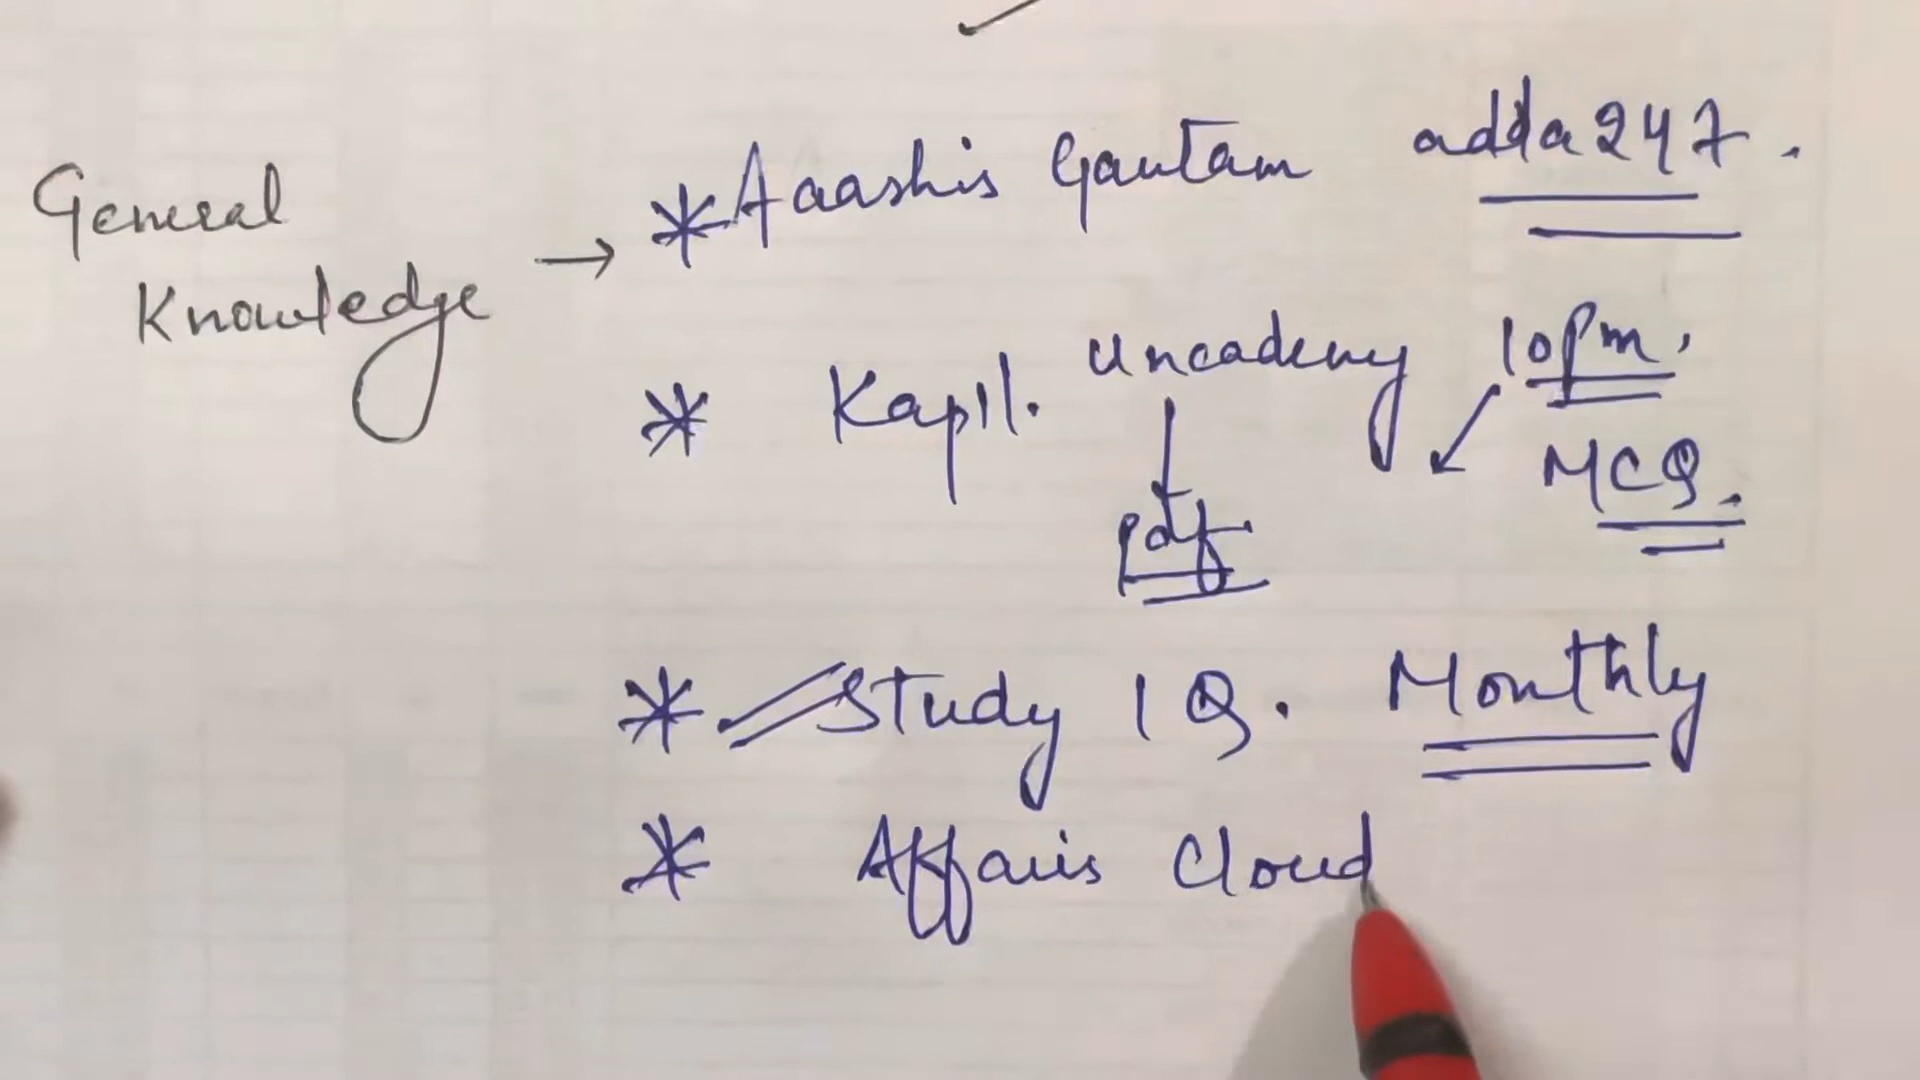 General
Knowledge →
* Aaashis Gautam adda247.
* Kapil. Uncademy 10pm.
MCQ.
pdf
* Study IQ. Monthly
* Affairs Cloud